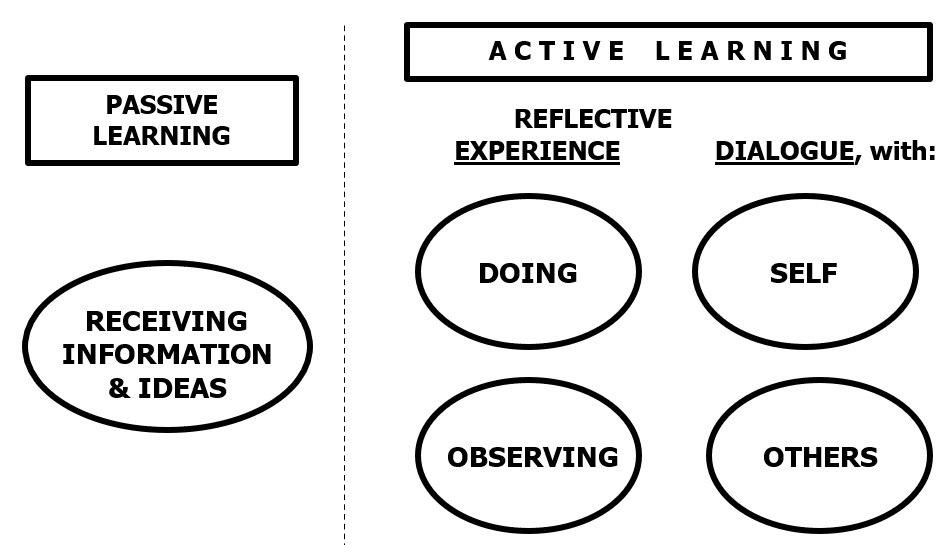 PASSIVE
LEARNING
RECEIVING
INFORMATION
& IDEAS
ACTIVE LEARNING
REFLECTIVE
EXPERIENCE
DIALOGUE, with:
DOING
SELF
OBSERVING
OTHERS